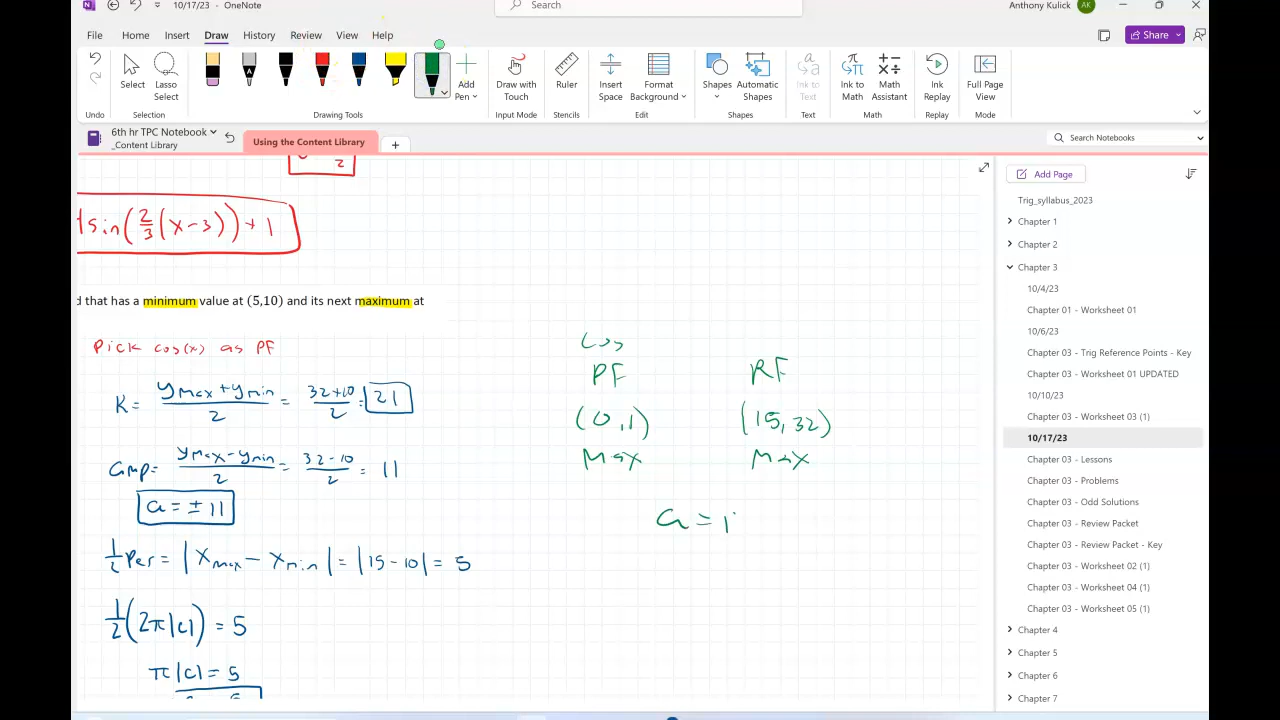 10/17/23 - OneNote
Search
Anthony Kulick
AK
File Home Insert Draw History Review View Help
Share
Undo
Select
Lasso Select
Add Pen
Draw with Touch
Ruler
Insert Space
Format Background
Shapes
Automatic Shapes
Ink to Text
Ink to Math
Math Assistant
Ink Replay
Full Page View
Undo Selection Drawing Tools Input Mode Stencils Edit Shapes Text Math Replay Mode
6th hr TPC Notebook
_Content Library
Using the Content Library
+
Search Notebooks
2
sin(2/3(x-3))+1
d that has a minimum value at (5,10) and its next maximum at
Pick cos(x) as PF
K = (ymax+ymin)/2 = (32+10)/2 = 21
amp = (ymax-ymin)/2 = (32-10)/2 = 11
a = ± 11
1/2 Per = |Xmax - Xmin| = |15-10| = 5
1/2(2π|c|) = 5
π|c| = 5
Cos
PF RF
(0,1) (15,32)
Max Max
a = 1
Add Page
Trig_syllabus_2023
Chapter 1
Chapter 2
Chapter 3
10/4/23
Chapter 01 - Worksheet 01
10/6/23
Chapter 03 - Trig Reference Points - Key
Chapter 03 - Worksheet 01 UPDATED
10/10/23
Chapter 03 - Worksheet 03 (1)
10/17/23
Chapter 03 - Lessons
Chapter 03 - Problems
Chapter 03 - Odd Solutions
Chapter 03 - Review Packet
Chapter 03 - Review Packet - Key
Chapter 03 - Worksheet 02 (1)
Chapter 03 - Worksheet 04 (1)
Chapter 03 - Worksheet 05 (1)
Chapter 4
Chapter 5
Chapter 6
Chapter 7